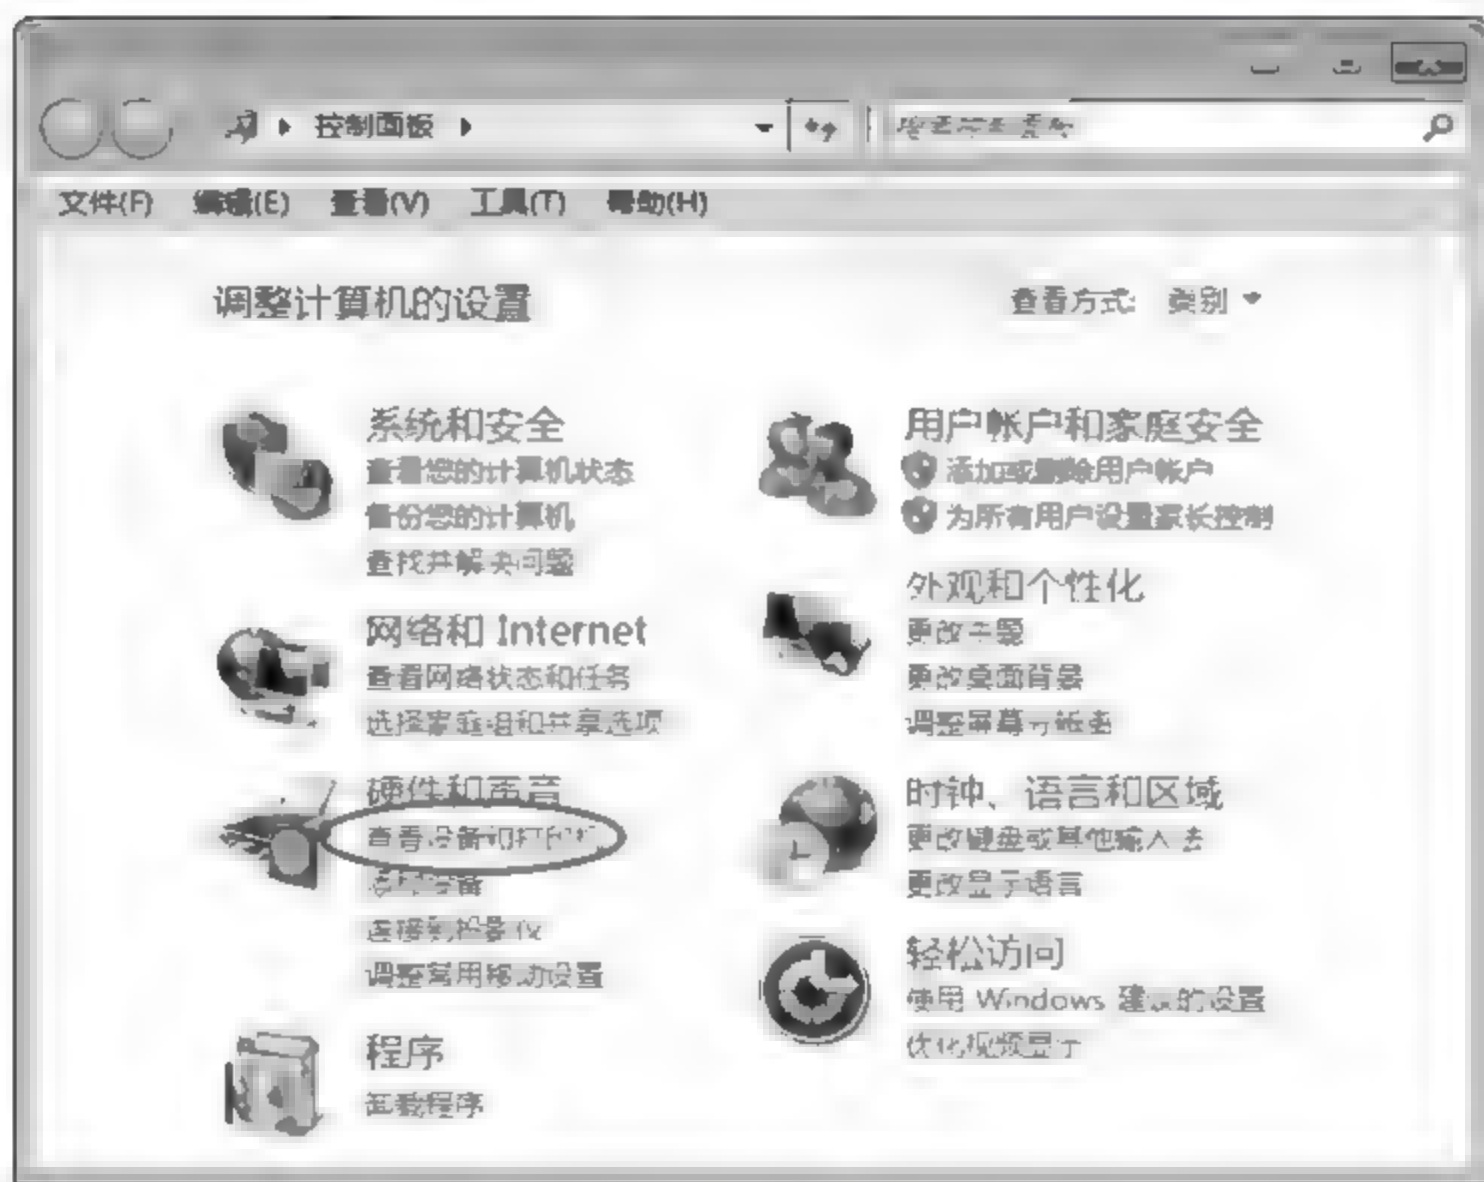 控制面板
文件(F) 编辑(E) 查看(V) 工具(T) 帮助(H)
调整计算机的设置
查看方式: 类别
系统和安全
查看您的计算机状态
备份您的计算机
查找并解决问题
网络和 Internet
查看网络状态和任务
选择家庭组和共享选项
硬件和声音
查看设备和打印机
添加设备
连接到投影仪
调整常用移动设置
程序
卸载程序
用户帐户和家庭安全
添加或删除用户帐户
为所有用户设置家长控制
外观和个性化
更改主题
更改桌面背景
调整屏幕分辨率
时钟、语言和区域
更改键盘或其他输入法
更改显示语言
轻松访问
使用 Windows 建议的设置
优化视频显示